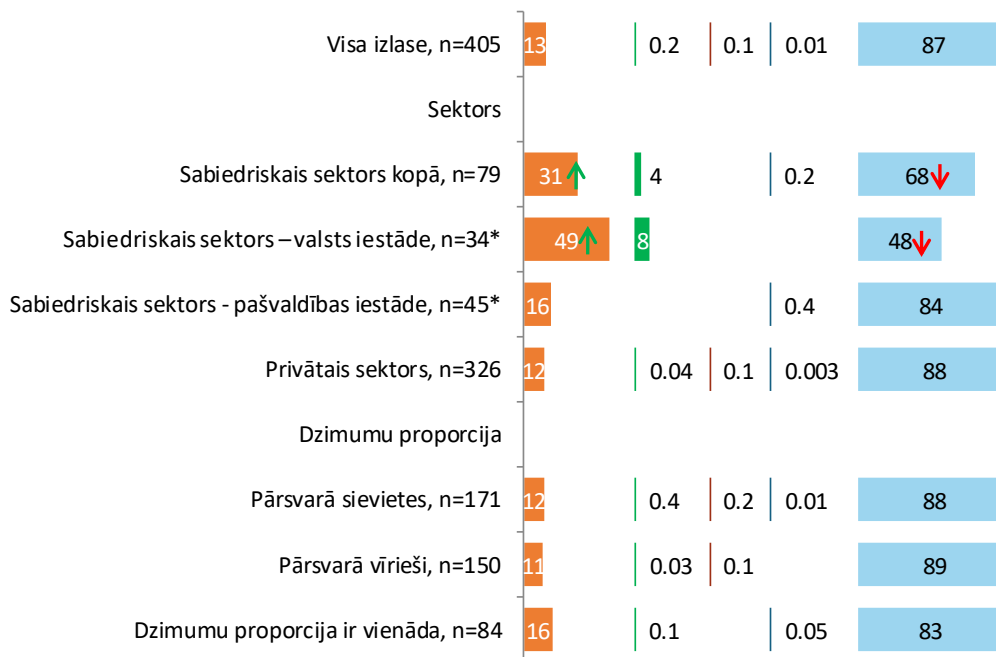 Visa izlase, n=405 13 0.2 0.1 0.01 87
Sektors
Sabiedriskais sektors kopā, n=79 31 4 0.2 68
Sabiedriskais sektors – valsts iestāde, n=34* 49 8 48
Sabiedriskais sektors - pašvaldības iestāde, n=45* 16 0.4 84
Privātais sektors, n=326 12 0.04 0.1 0.003 88
Dzimumu proporcija
Pārsvarā sievietes, n=171 12 0.4 0.2 0.01 88
Pārsvarā vīrieši, n=150 11 0.03 0.1 89
Dzimumu proporcija ir vienāda, n=84 16 0.1 0.05 83